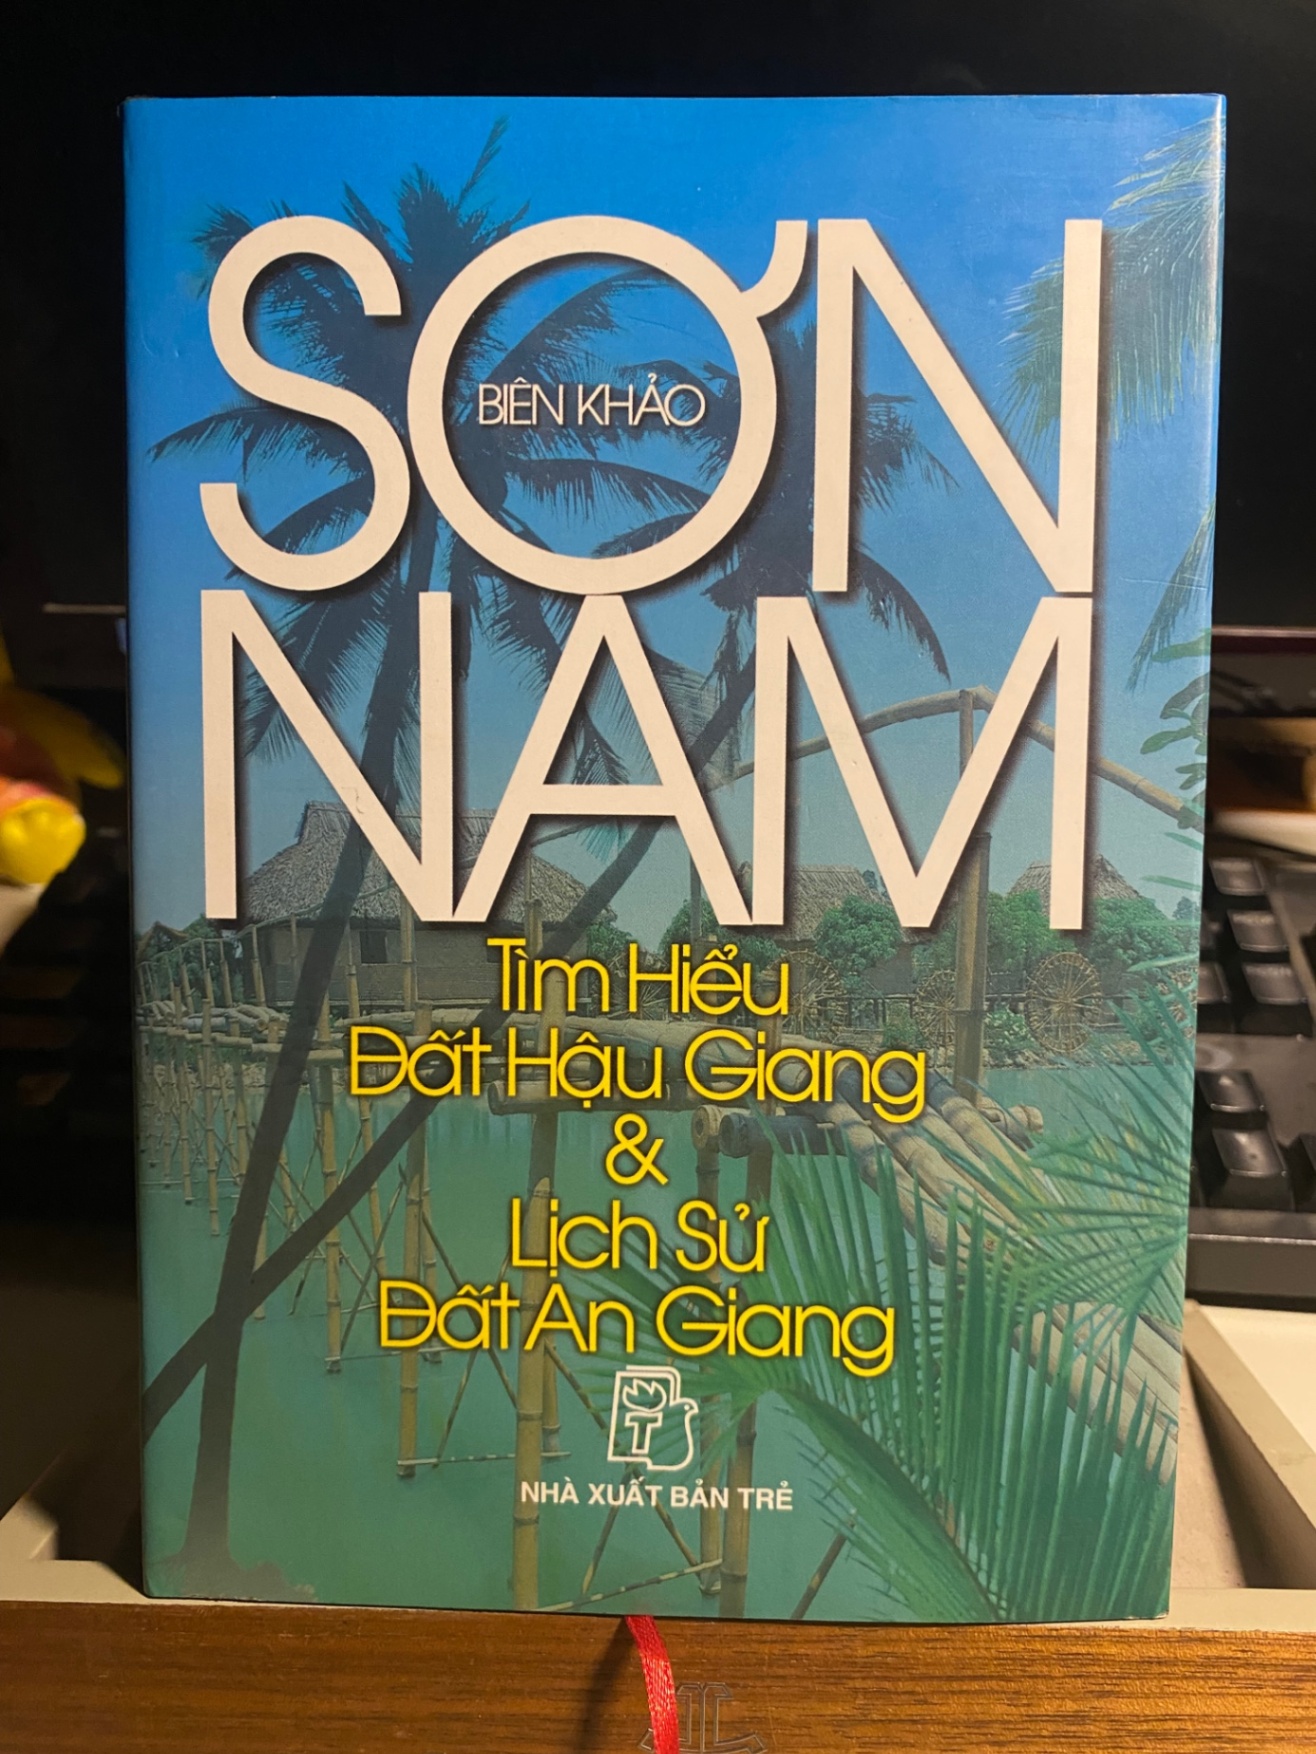 SƠN
BIÊN KHẢO
NAM
Tìm Hiểu
Đất Hậu Giang
&
Lịch Sử
Đất An Giang
T
NHÀ XUẤT BẢN TRẺ